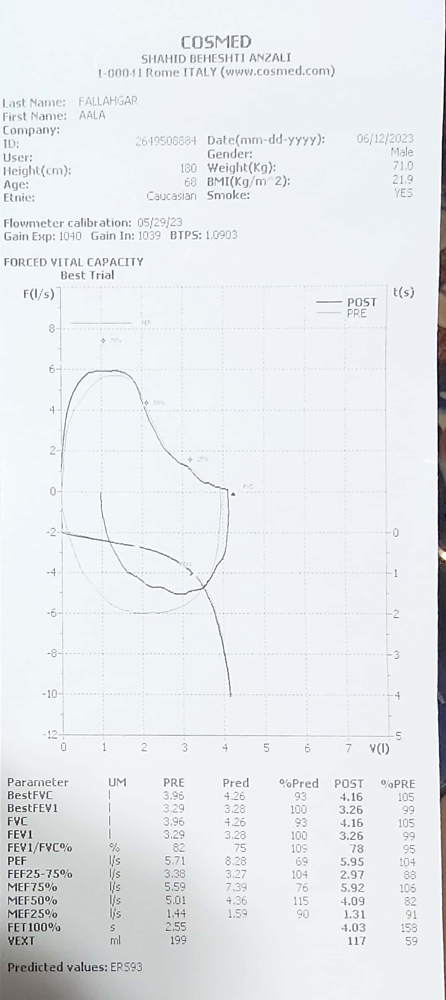 COSMED
SHAHID BEHESHTI ANZALI
I-00041 Rome ITALY (www.cosmed.com)
Last Name: FALLAHGAR
First Name: AALA
Company:
ID: 2649508884 Date(mm-dd-yyyy): 06/12/2023
User: Gender: Male
Height(cm): 180 Weight(Kg): 71.0
Age: 68 BMI(Kg/m^2): 21.9
Etnie: Caucasian Smoke: YES
Flowmeter calibration: 05/29/23
Gain Exp: 1040 Gain In: 1039 BTPS: 1.0903
FORCED VITAL CAPACITY
Best Trial
F(l/s) t(s)
POST
PRE
PEF
8
75%
6
50%
4
2
25%
FVC
0
-2 0
FEV1
-4 1
-6 2
-8 3
-10 4
-12 5
0 1 2 3 4 5 6 7 V(l)
Parameter UM PRE Pred %Pred POST %PRE
BestFVC l 3.96 4.26 93 4.16 105
BestFEV1 l 3.29 3.28 100 3.26 99
FVC l 3.96 4.26 93 4.16 105
FEV1 l 3.29 3.28 100 3.26 99
FEV1/FVC% % 82 75 109 78 95
PEF l/s 5.71 8.28 69 5.95 104
FEF25-75% l/s 3.38 3.27 104 2.97 88
MEF75% l/s 5.59 7.39 76 5.92 106
MEF50% l/s 5.01 4.36 115 4.09 82
MEF25% l/s 1.44 1.59 90 1.31 91
FET100% s 2.55 4.03 158
VEXT ml 199 117 59
Predicted values: ERS93